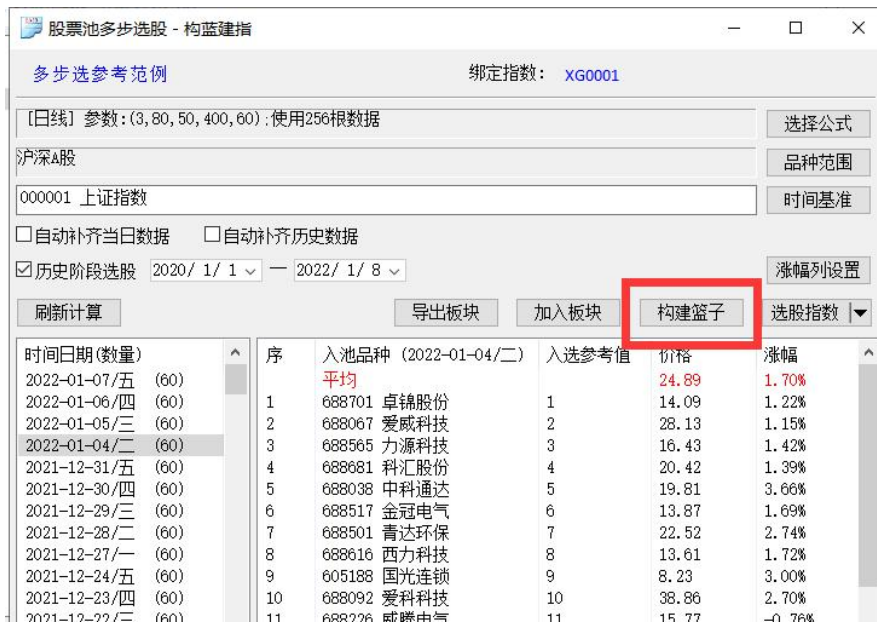 股票池多步选股 - 构蓝建指
多步选参考范例 绑定指数： XG0001
[日线] 参数:(3,80,50,400,60):使用256根数据 选择公式
沪深A股 品种范围
000001 上证指数 时间基准
自动补齐当日数据 自动补齐历史数据
历史阶段选股 2020/ 1/ 1 — 2022/ 1/ 8 涨幅列设置
刷新计算 导出板块 加入板块 构建篮子 选股指数
时间日期(数量) 序 入池品种 (2022-01-04/二) 入选参考值 价格 涨幅
2022-01-07/五 (60) 平均 24.89 1.70%
2022-01-06/四 (60) 1 688701 卓锦股份 1 14.09 1.22%
2022-01-05/三 (60) 2 688067 爱威科技 2 28.13 1.15%
2022-01-04/二 (60) 3 688565 力源科技 3 16.43 1.42%
2021-12-31/五 (60) 4 688681 科汇股份 4 20.42 1.39%
2021-12-30/四 (60) 5 688038 中科通达 5 19.81 3.66%
2021-12-29/三 (60) 6 688517 金冠电气 6 13.87 1.69%
2021-12-28/二 (60) 7 688501 青达环保 7 22.52 2.74%
2021-12-27/一 (60) 8 688616 西力科技 8 13.61 1.72%
2021-12-24/五 (60) 9 605188 国光连锁 9 8.23 3.00%
2021-12-23/四 (60) 10 688092 爱科科技 10 38.86 2.70%
2021-12-22/三 (60) 11 688226 威腾电气 11 15.77 -0.76%